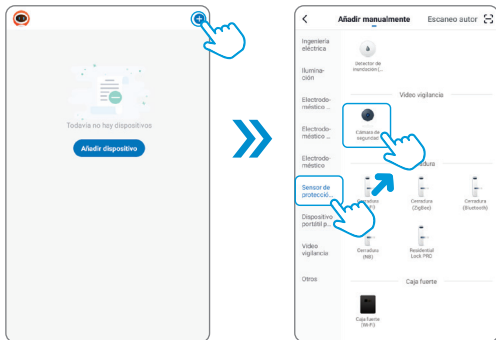 Todavía no hay dispositivos
Añadir dispositivo
Añadir manualmente
Escaneo autor
Ingeniería
eléctrica
Ilumina-
ción
Electrodo-
méstico ...
Electrodo-
méstico ...
Electrodo-
méstico
Sensor de
protecció...
Dispositivo
portátil p...
Video
vigilancia
Otros
Detector de
inundación (...
Video vigilancia
Cámara de
seguridad
Cerradura
(ZigBee)
Cerradura
(Bluetooth)
Cerradura
(NB)
Residential
Lock PRO
Caja fuerte
Caja fuerte
(Wi-Fi)